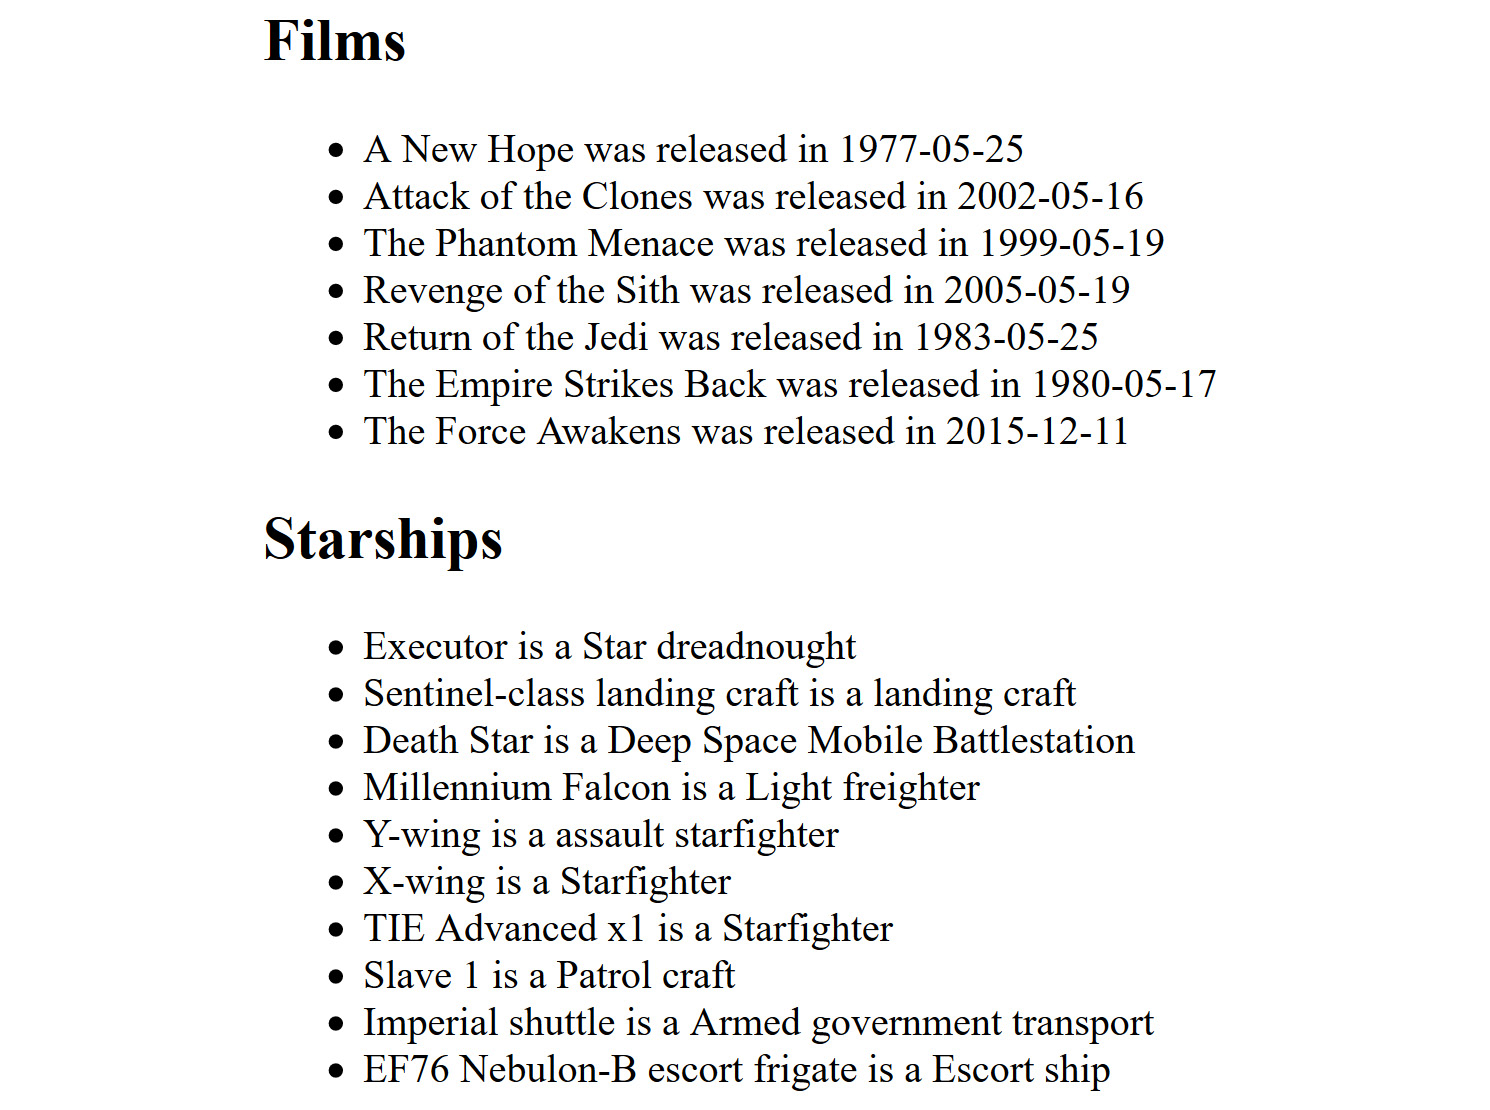 Films
A New Hope was released in 1977-05-25
Attack of the Clones was released in 2002-05-16
The Phantom Menace was released in 1999-05-19
Revenge of the Sith was released in 2005-05-19
Return of the Jedi was released in 1983-05-25
The Empire Strikes Back was released in 1980-05-17
The Force Awakens was released in 2015-12-11
Starships
Executor is a Star dreadnought
Sentinel-class landing craft is a landing craft
Death Star is a Deep Space Mobile Battlestation
Millennium Falcon is a Light freighter
Y-wing is a assault starfighter
X-wing is a Starfighter
TIE Advanced x1 is a Starfighter
Slave 1 is a Patrol craft
Imperial shuttle is a Armed government transport
EF76 Nebulon-B escort frigate is a Escort ship